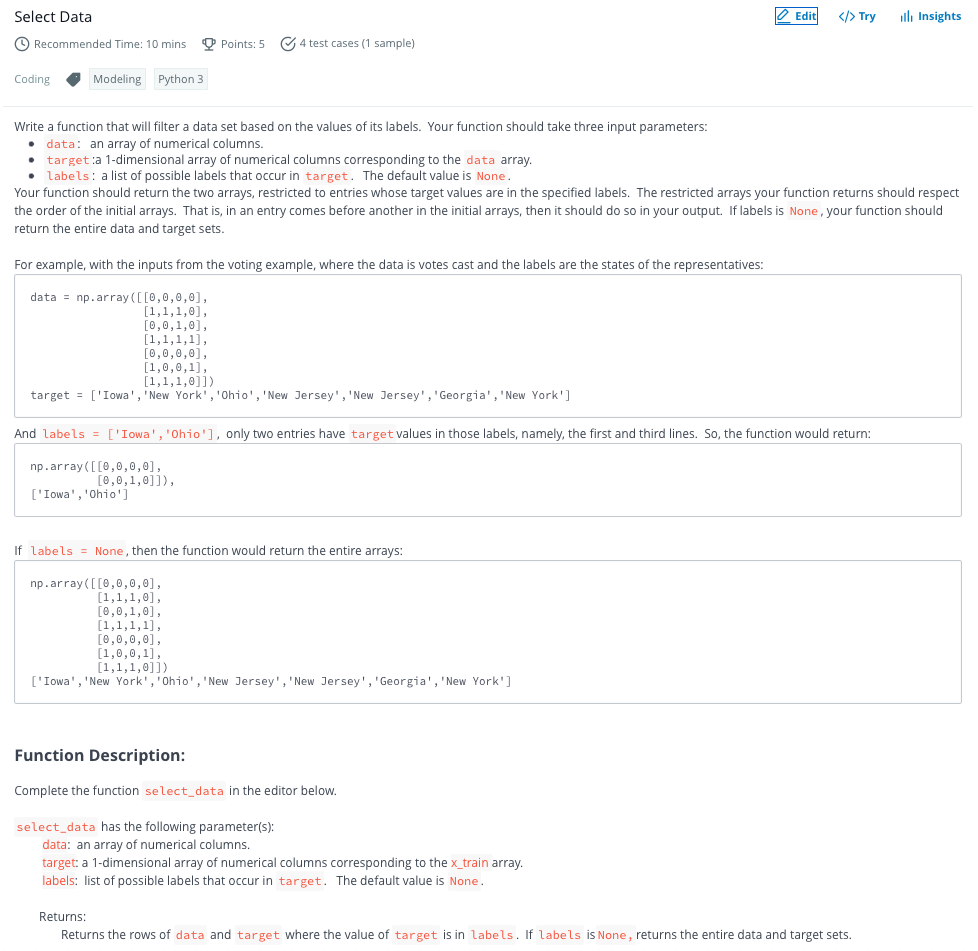 Select Data
Edit
</> Try
Insights
Recommended Time: 10 mins
Points: 5
4 test cases (1 sample)
Coding
Modeling
Python 3
Write a function that will filter a data set based on the values of its labels. Your function should take three input parameters:
• data: an array of numerical columns.
• target:a 1-dimensional array of numerical columns corresponding to the data array.
• labels: a list of possible labels that occur in target. The default value is None.
Your function should return the two arrays, restricted to entries whose target values are in the specified labels. The restricted arrays your function returns should respect
the order of the initial arrays. That is, in an entry comes before another in the initial arrays, then it should do so in your output. If labels is None, your function should
return the entire data and target sets.
For example, with the inputs from the voting example, where the data is votes cast and the labels are the states of the representatives:
data = np.array([[0,0,0,0],
[1,1,1,0],
[0,0,1,0],
[1,1,1,1],
[0,0,0,0],
[1,0,0,1],
[1,1,1,0]])
target = ['Iowa','New York','Ohio','New Jersey','New Jersey','Georgia','New York']
And labels = ['Iowa','Ohio'], only two entries have target values in those labels, namely, the first and third lines. So, the function would return:
np.array([[0,0,0,0],
[0,0,1,0]]),
['Iowa','Ohio']
If labels = None, then the function would return the entire arrays:
np.array([[0,0,0,0],
[1,1,1,0],
[0,0,1,0],
[1,1,1,1],
[0,0,0,0],
[1,0,0,1],
[1,1,1,0]])
['Iowa','New York','Ohio','New Jersey','New Jersey','Georgia','New York']
Function Description:
Complete the function select_data in the editor below.
select_data has the following parameter(s):
data: an array of numerical columns.
target: a 1-dimensional array of numerical columns corresponding to the x_train array.
labels: list of possible labels that occur in target. The default value is None.
Returns:
Returns the rows of data and target where the value of target is in labels. If labels is None, returns the entire data and target sets.